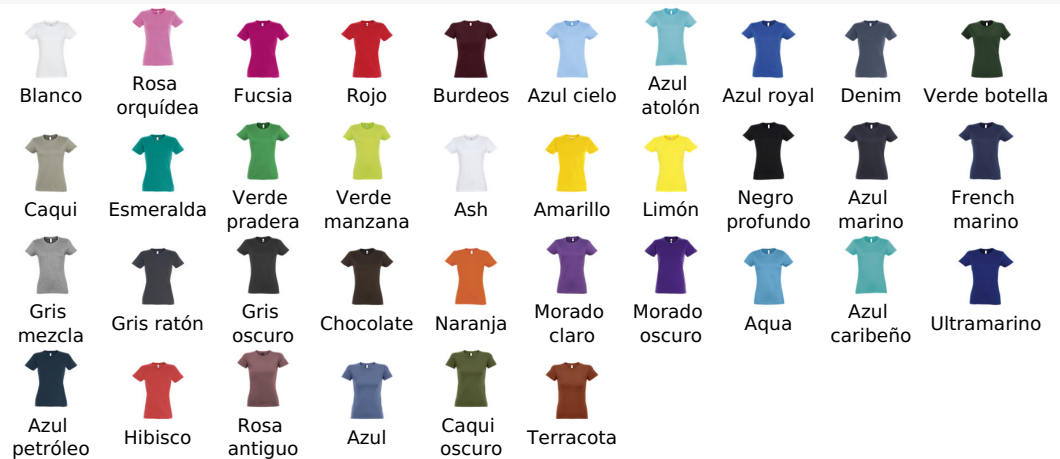 Blanco
Rosa
orquídea
Fucsia
Rojo
Burdeos
Azul cielo
Azul
atolón
Azul royal
Denim
Verde botella
Caqui
Esmeralda
Verde
pradera
Verde
manzana
Ash
Amarillo
Limón
Negro
profundo
Azul
marino
French
marino
Gris
mezcla
Gris ratón
Gris
oscuro
Chocolate
Naranja
Morado
claro
Morado
oscuro
Aqua
Azul
caribeño
Ultramarino
Azul
petróleo
Hibisco
Rosa
antiguo
Azul
Caqui
oscuro
Terracota